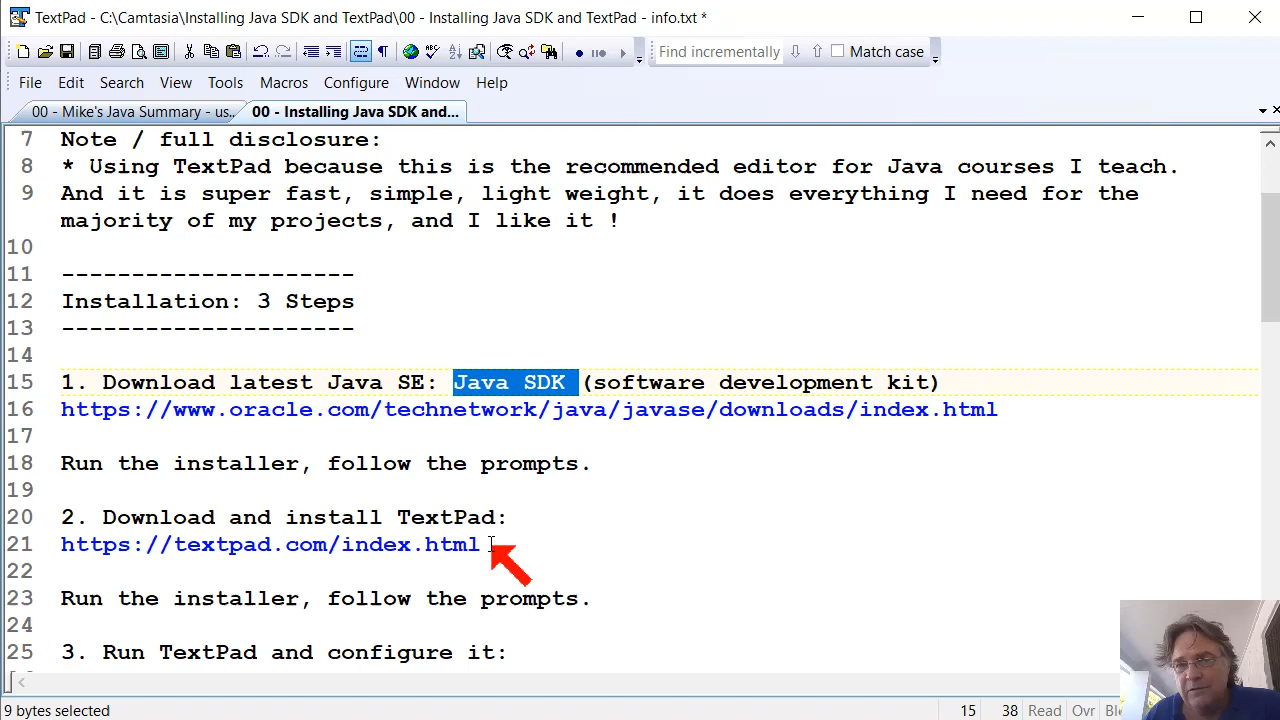 TextPad - C:\Camtasia\Installing Java SDK and TextPad\00 - Installing Java SDK and TextPad - info.txt *
Find incrementally Match case
File Edit Search View Tools Macros Configure Window Help
00 - Mike's Java Summary - us... 00 - Installing Java SDK and...
7 Note / full disclosure:
8 * Using TextPad because this is the recommended editor for Java courses I teach.
9 And it is super fast, simple, light weight, it does everything I need for the
majority of my projects, and I like it !
10
11 ---------------------
12 Installation: 3 Steps
13 ---------------------
14
15 1. Download latest Java SE: Java SDK (software development kit)
16 https://www.oracle.com/technetwork/java/javase/downloads/index.html
17
18 Run the installer, follow the prompts.
19
20 2. Download and install TextPad:
21 https://textpad.com/index.html
22
23 Run the installer, follow the prompts.
24
25 3. Run TextPad and configure it:
9 bytes selected 15 38 Read Ovr